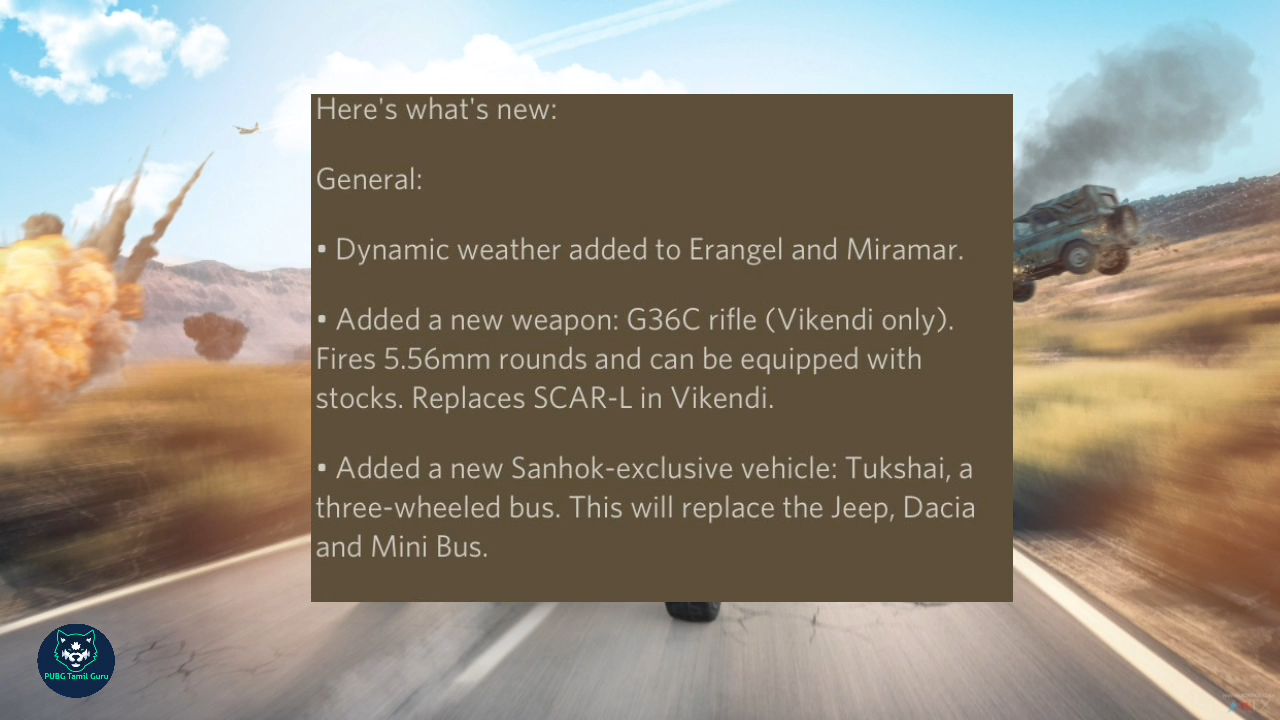 Here's what's new:
General:
• Dynamic weather added to Erangel and Miramar.
• Added a new weapon: G36C rifle (Vikendi only).
Fires 5.56mm rounds and can be equipped with
stocks. Replaces SCAR-L in Vikendi.
• Added a new Sanhok-exclusive vehicle: Tukshai, a
three-wheeled bus. This will replace the Jeep, Dacia
and Mini Bus.
PUBG Tamil Guru